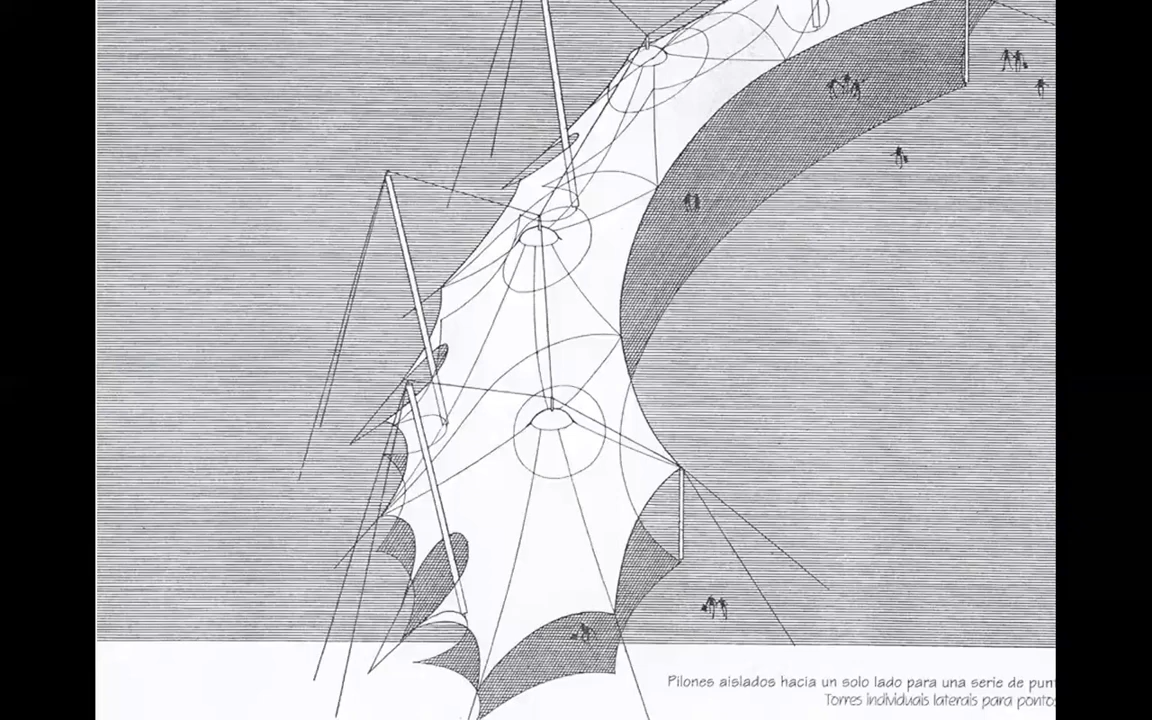 Pilones aislados hacia un solo lado para una serie de pun
Torres individuais laterais para pontos